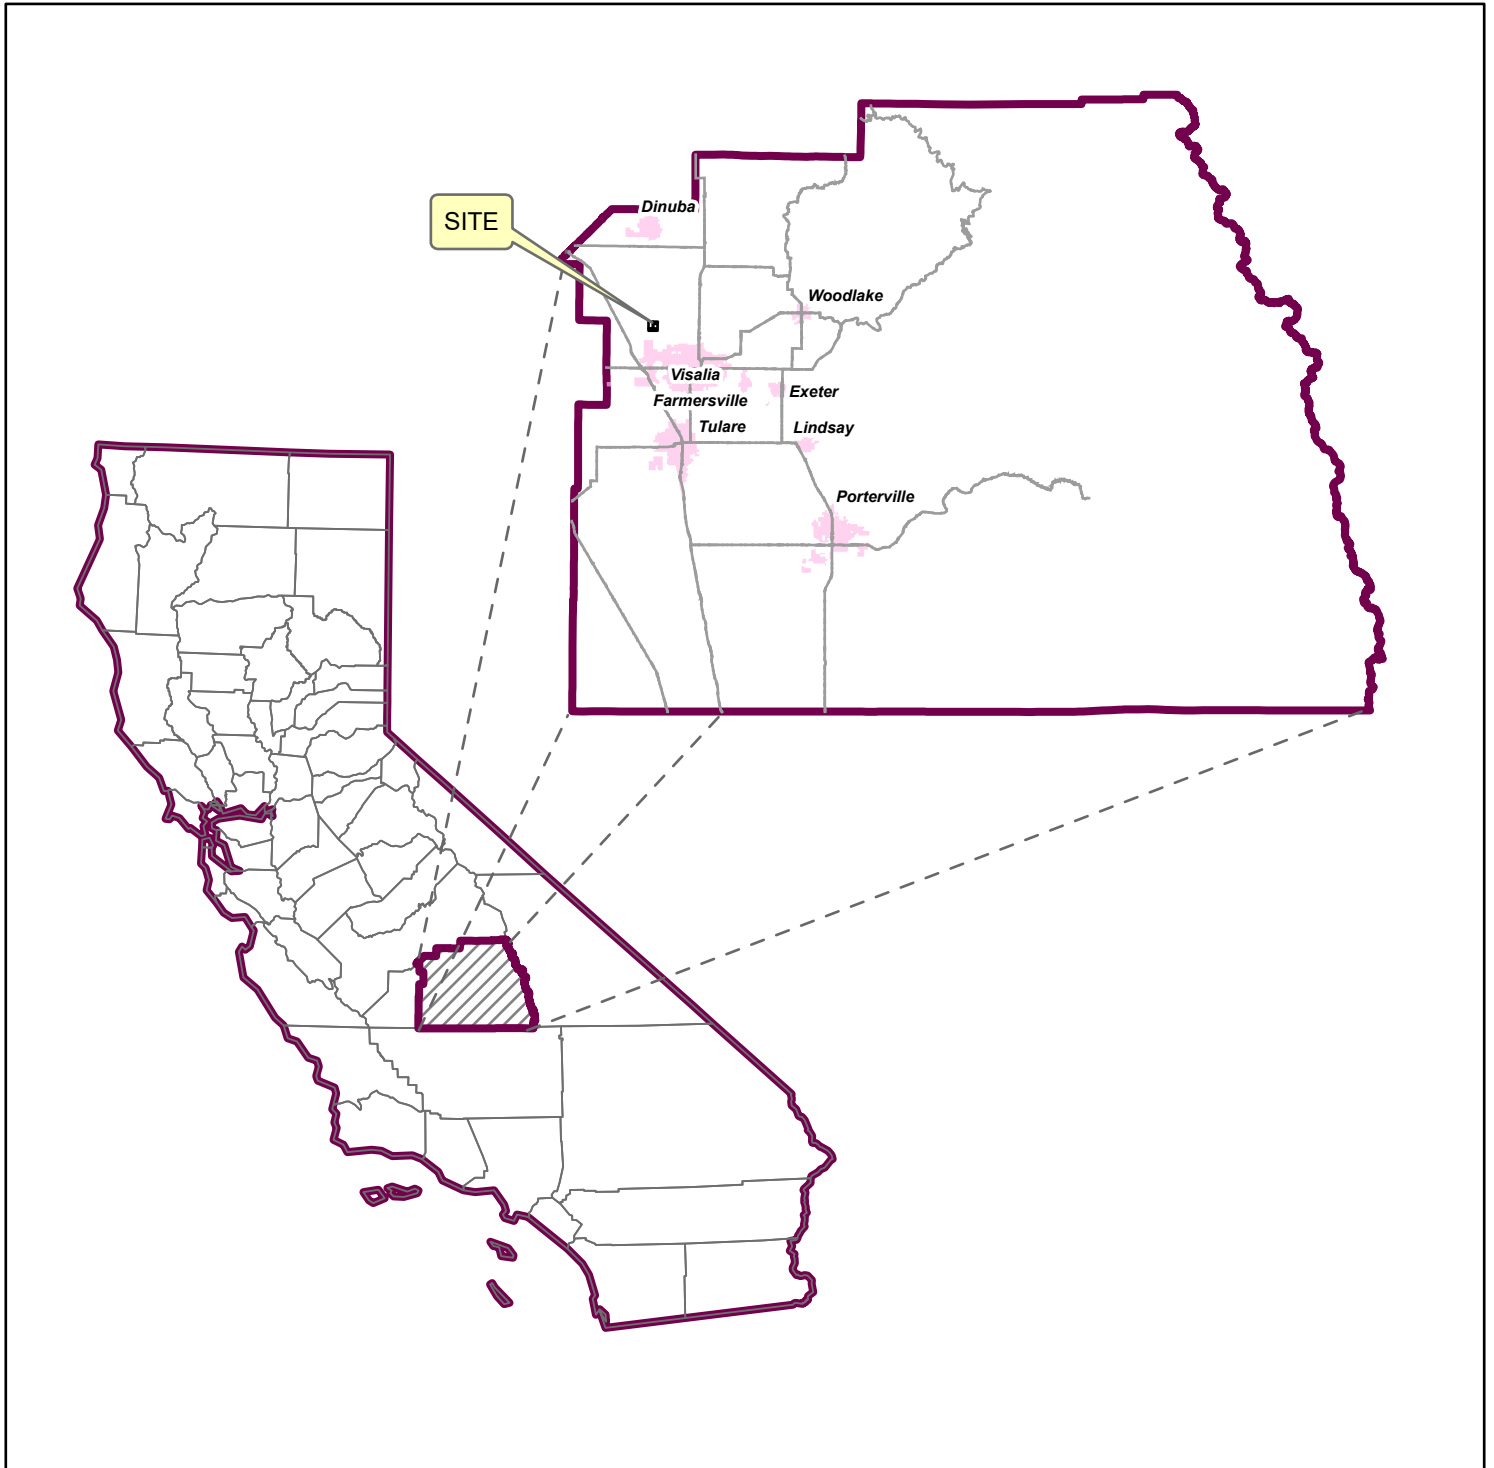 Dinuba
SITE
Woodlake
Visalia
Exeter
Farmersville
Tulare
Lindsay
Porterville